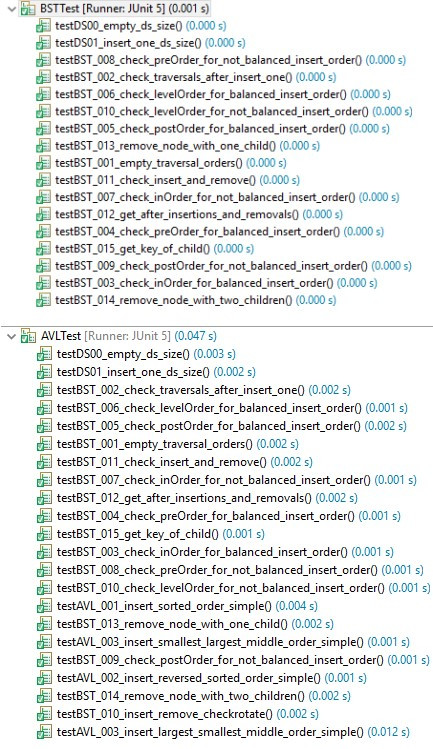 BSTTest [Runner: JUnit 5] (0.001 s)
testDS00_empty_ds_size() (0.000 s)
testDS01_insert_one_ds_size() (0.000 s)
testBST_008_check_preOrder_for_not_balanced_insert_order() (0.000 s)
testBST_002_check_traversals_after_insert_one() (0.000 s)
testBST_006_check_levelOrder_for_balanced_insert_order() (0.000 s)
testBST_010_check_levelOrder_for_not_balanced_insert_order() (0.000 s)
testBST_005_check_postOrder_for_balanced_insert_order() (0.000 s)
testBST_013_remove_node_with_one_child() (0.000 s)
testBST_001_empty_traversal_orders() (0.000 s)
testBST_011_check_insert_and_remove() (0.000 s)
testBST_007_check_inOrder_for_not_balanced_insert_order() (0.000 s)
testBST_012_get_after_insertions_and_removals() (0.000 s)
testBST_004_check_preOrder_for_balanced_insert_order() (0.000 s)
testBST_015_get_key_of_child() (0.000 s)
testBST_009_check_postOrder_for_not_balanced_insert_order() (0.000 s)
testBST_003_check_inOrder_for_balanced_insert_order() (0.000 s)
testBST_014_remove_node_with_two_children() (0.000 s)
AVLTest [Runner: JUnit 5] (0.047 s)
testDS00_empty_ds_size() (0.003 s)
testDS01_insert_one_ds_size() (0.002 s)
testBST_002_check_traversals_after_insert_one() (0.002 s)
testBST_006_check_levelOrder_for_balanced_insert_order() (0.001 s)
testBST_005_check_postOrder_for_balanced_insert_order() (0.002 s)
testBST_001_empty_traversal_orders() (0.002 s)
testBST_011_check_insert_and_remove() (0.002 s)
testBST_007_check_inOrder_for_not_balanced_insert_order() (0.001 s)
testBST_012_get_after_insertions_and_removals() (0.002 s)
testBST_004_check_preOrder_for_balanced_insert_order() (0.001 s)
testBST_015_get_key_of_child() (0.001 s)
testBST_003_check_inOrder_for_balanced_insert_order() (0.001 s)
testBST_008_check_preOrder_for_not_balanced_insert_order() (0.001 s)
testBST_010_check_levelOrder_for_not_balanced_insert_order() (0.001 s)
testAVL_001_insert_sorted_order_simple() (0.004 s)
testBST_013_remove_node_with_one_child() (0.002 s)
testAVL_003_insert_smallest_largest_middle_order_simple() (0.001 s)
testBST_009_check_postOrder_for_not_balanced_insert_order() (0.001 s)
testAVL_002_insert_reversed_sorted_order_simple() (0.001 s)
testBST_014_remove_node_with_two_children() (0.002 s)
testBST_010_insert_remove_checkrotate() (0.002 s)
testAVL_003_insert_largest_smallest_middle_order_simple() (0.012 s)